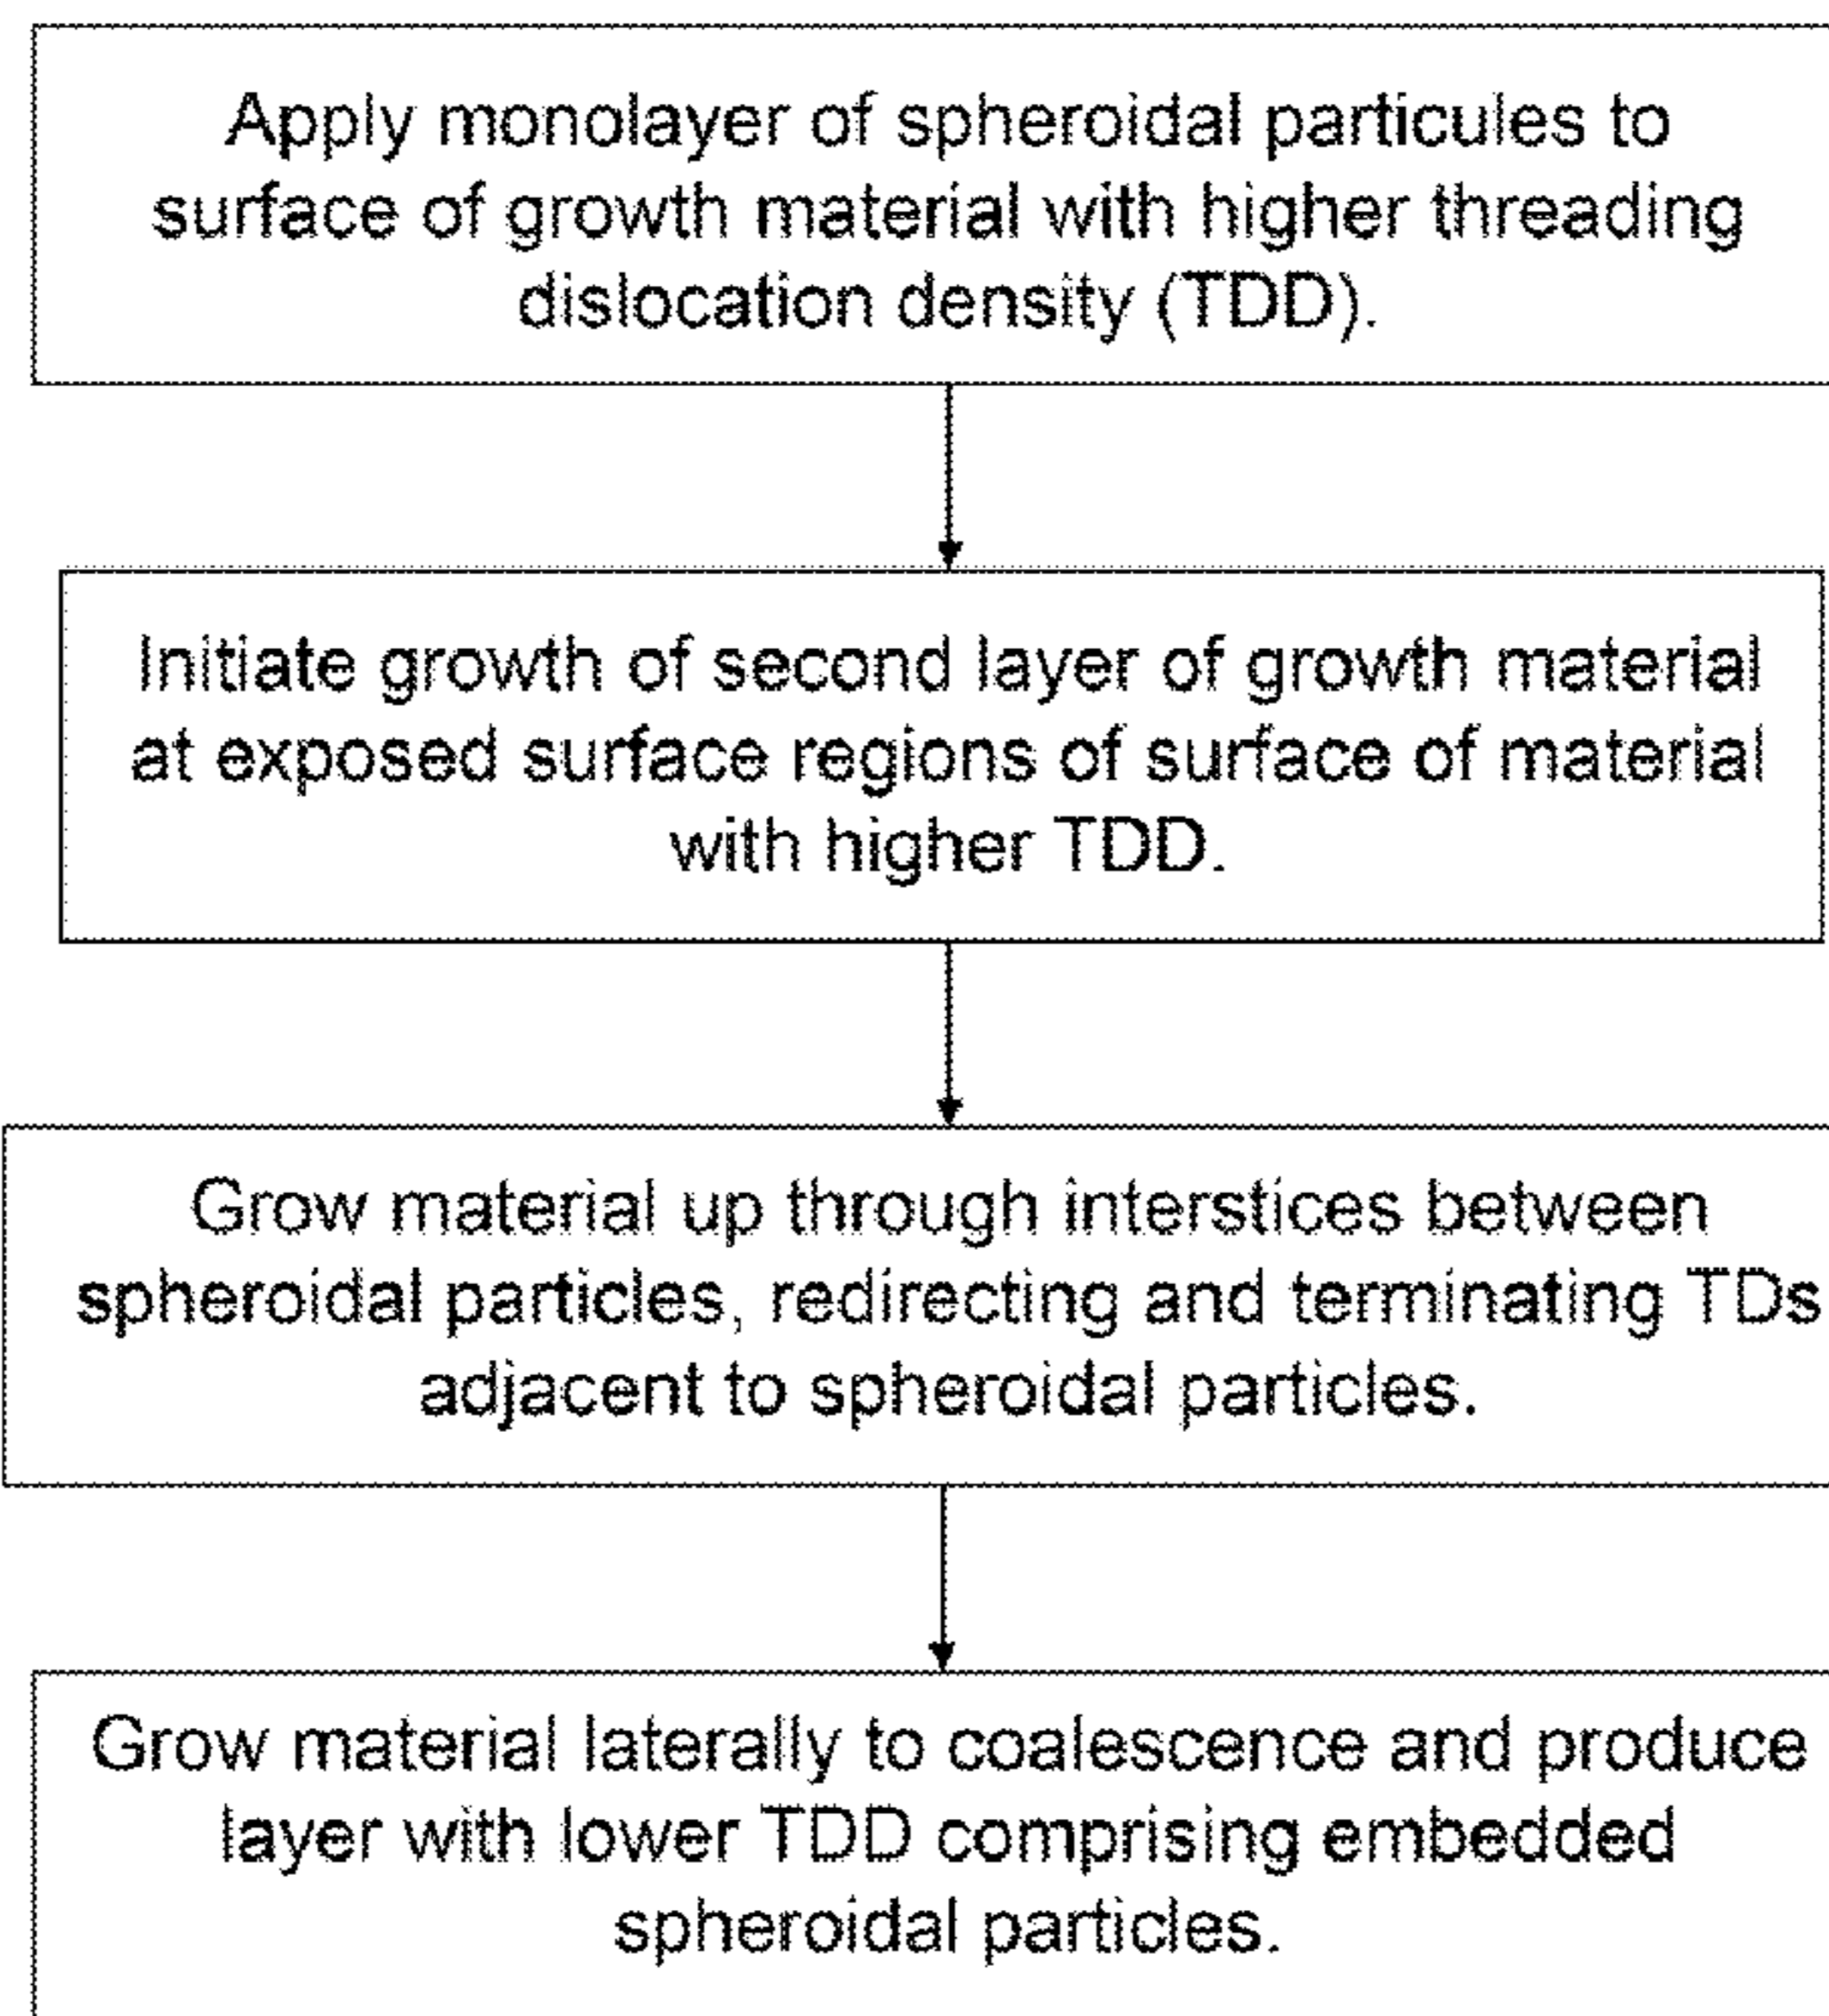 Apply monolayer of spheroidal particules to
surface of growth material with higher threading
dislocation density (TDD).
Initiate growth of second layer of growth material
at exposed surface regions of surface of material
with higher TDD.
Grow material up through interstices between
spheroidal particles, redirecting and terminating TDs
adjacent to spheroidal particles.
Grow material laterally to coalescence and produce
layer with lower TDD comprising embedded
spheroidal particles.